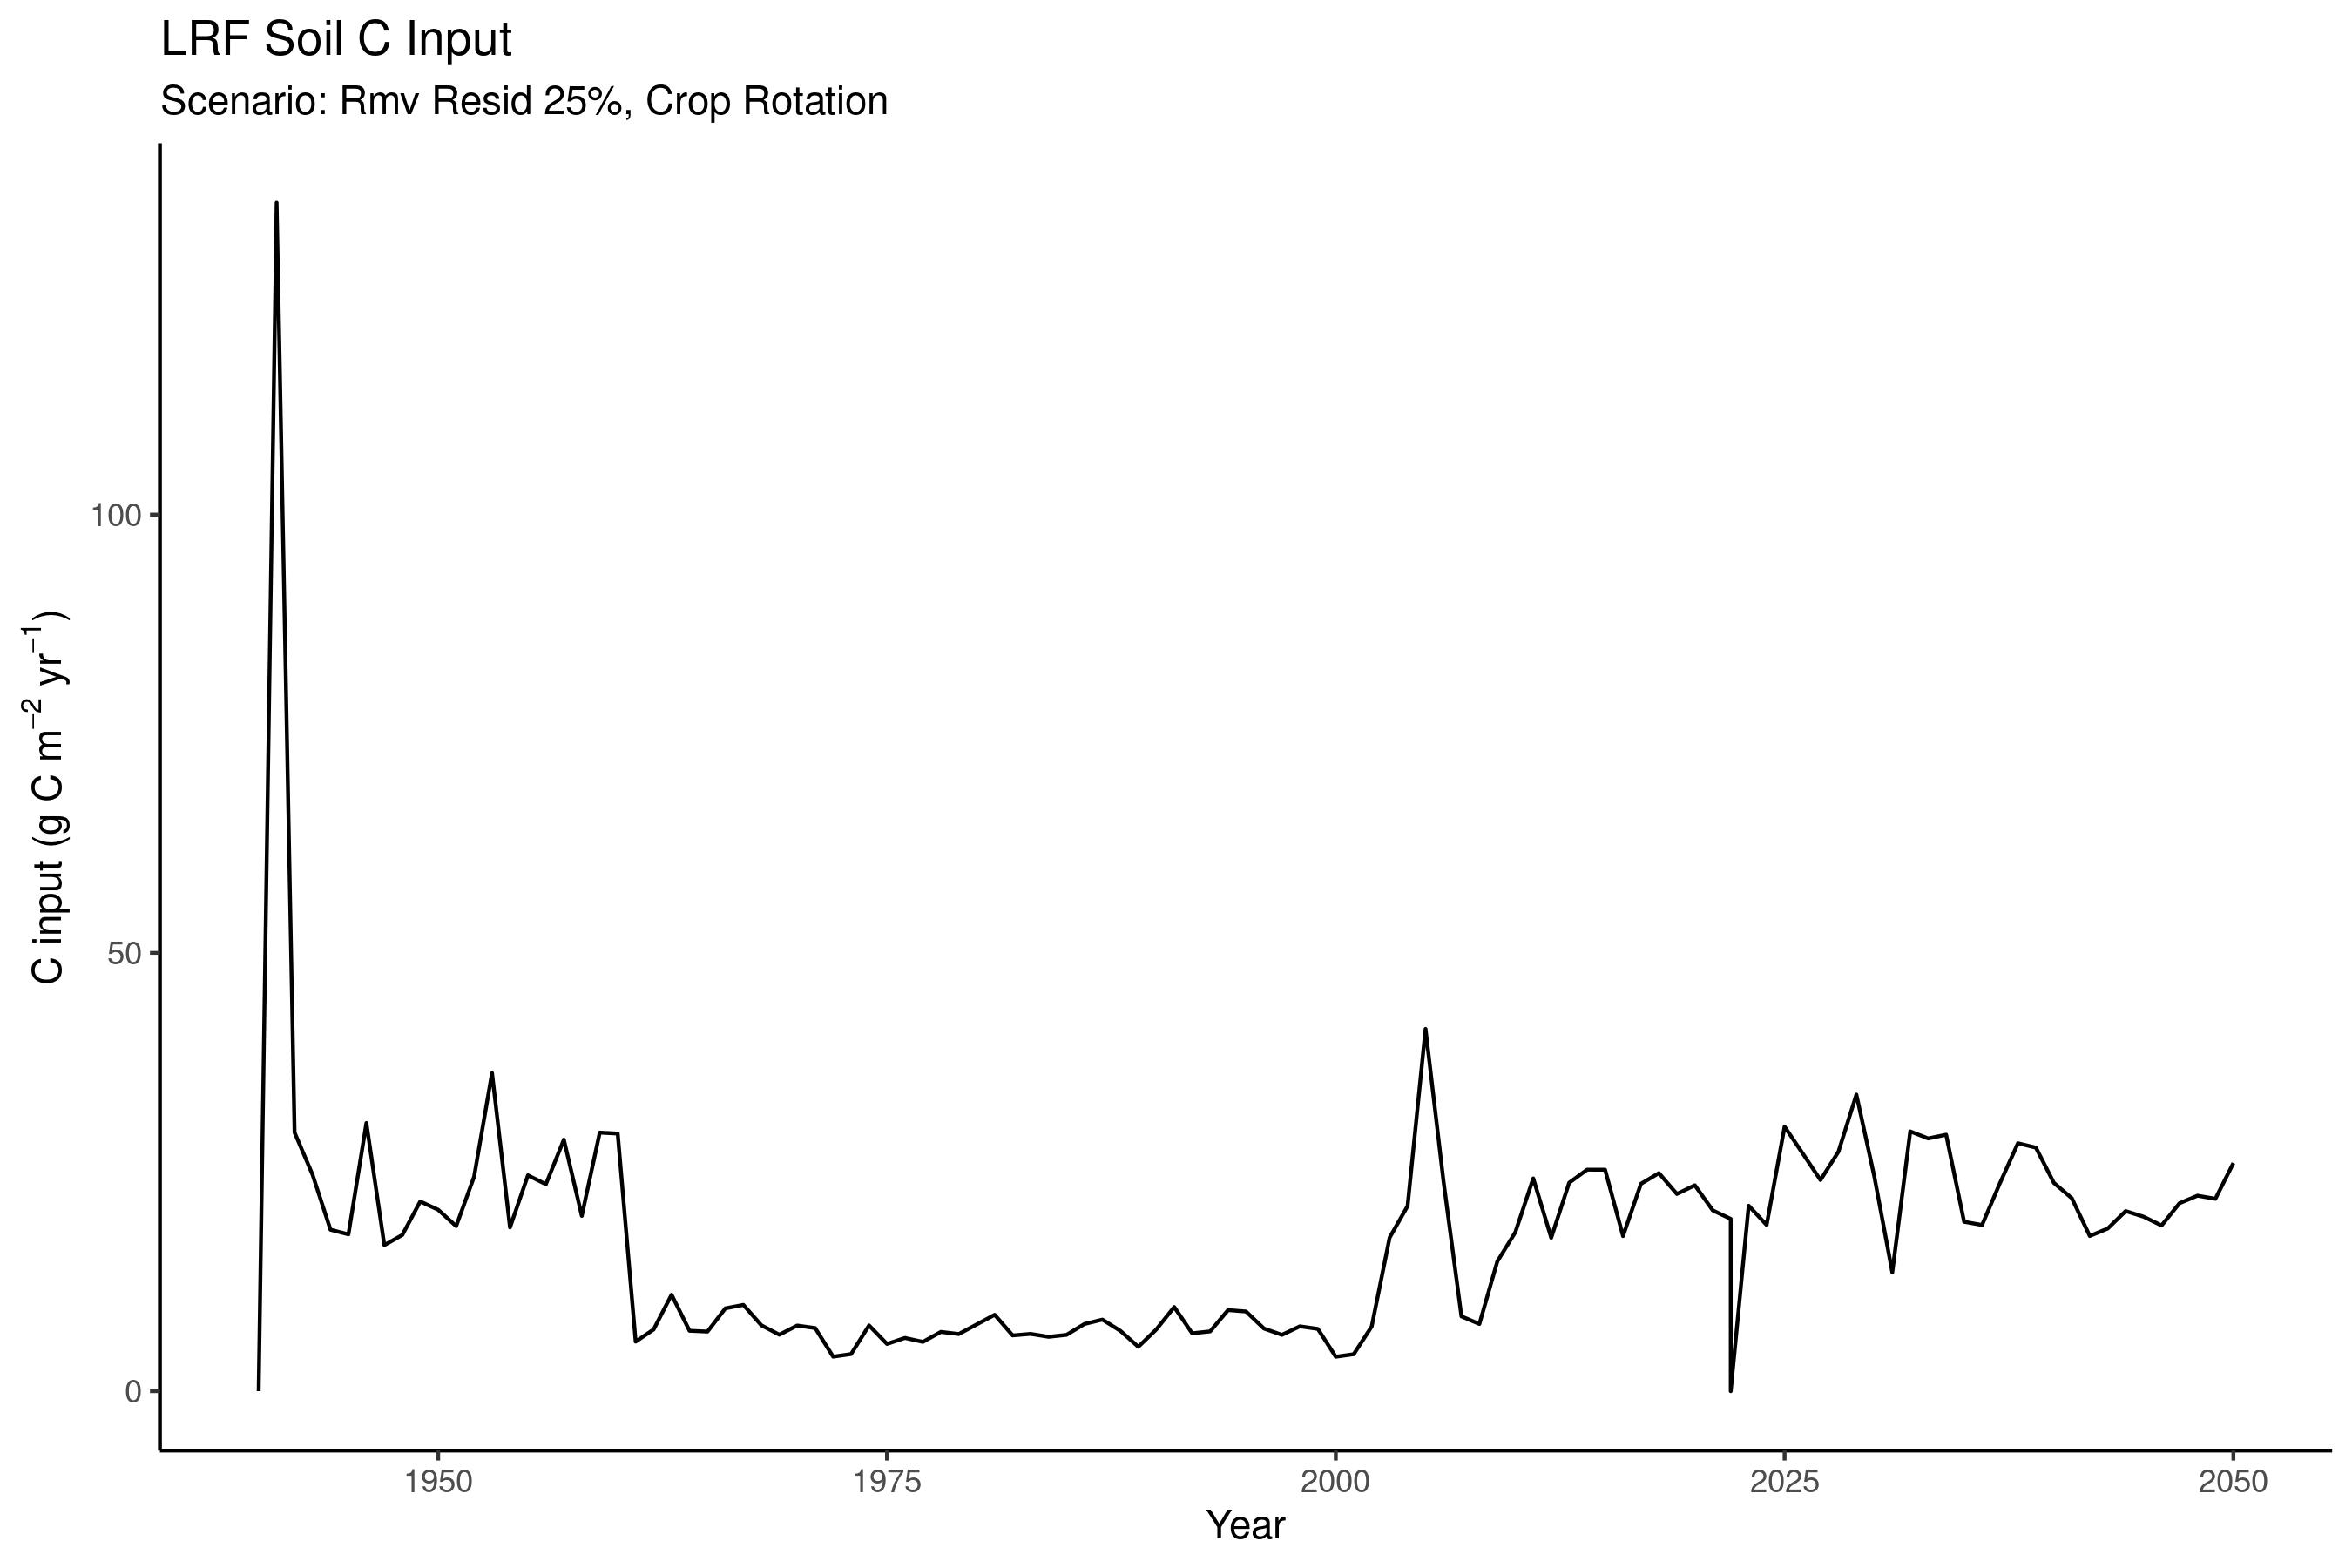 LRF Soil C Input
Scenario: Rmv Resid 25%, Crop Rotation
C input (g C m⁻² yr⁻¹)
100
50
0
1950 1975 2000 2025 2050
Year